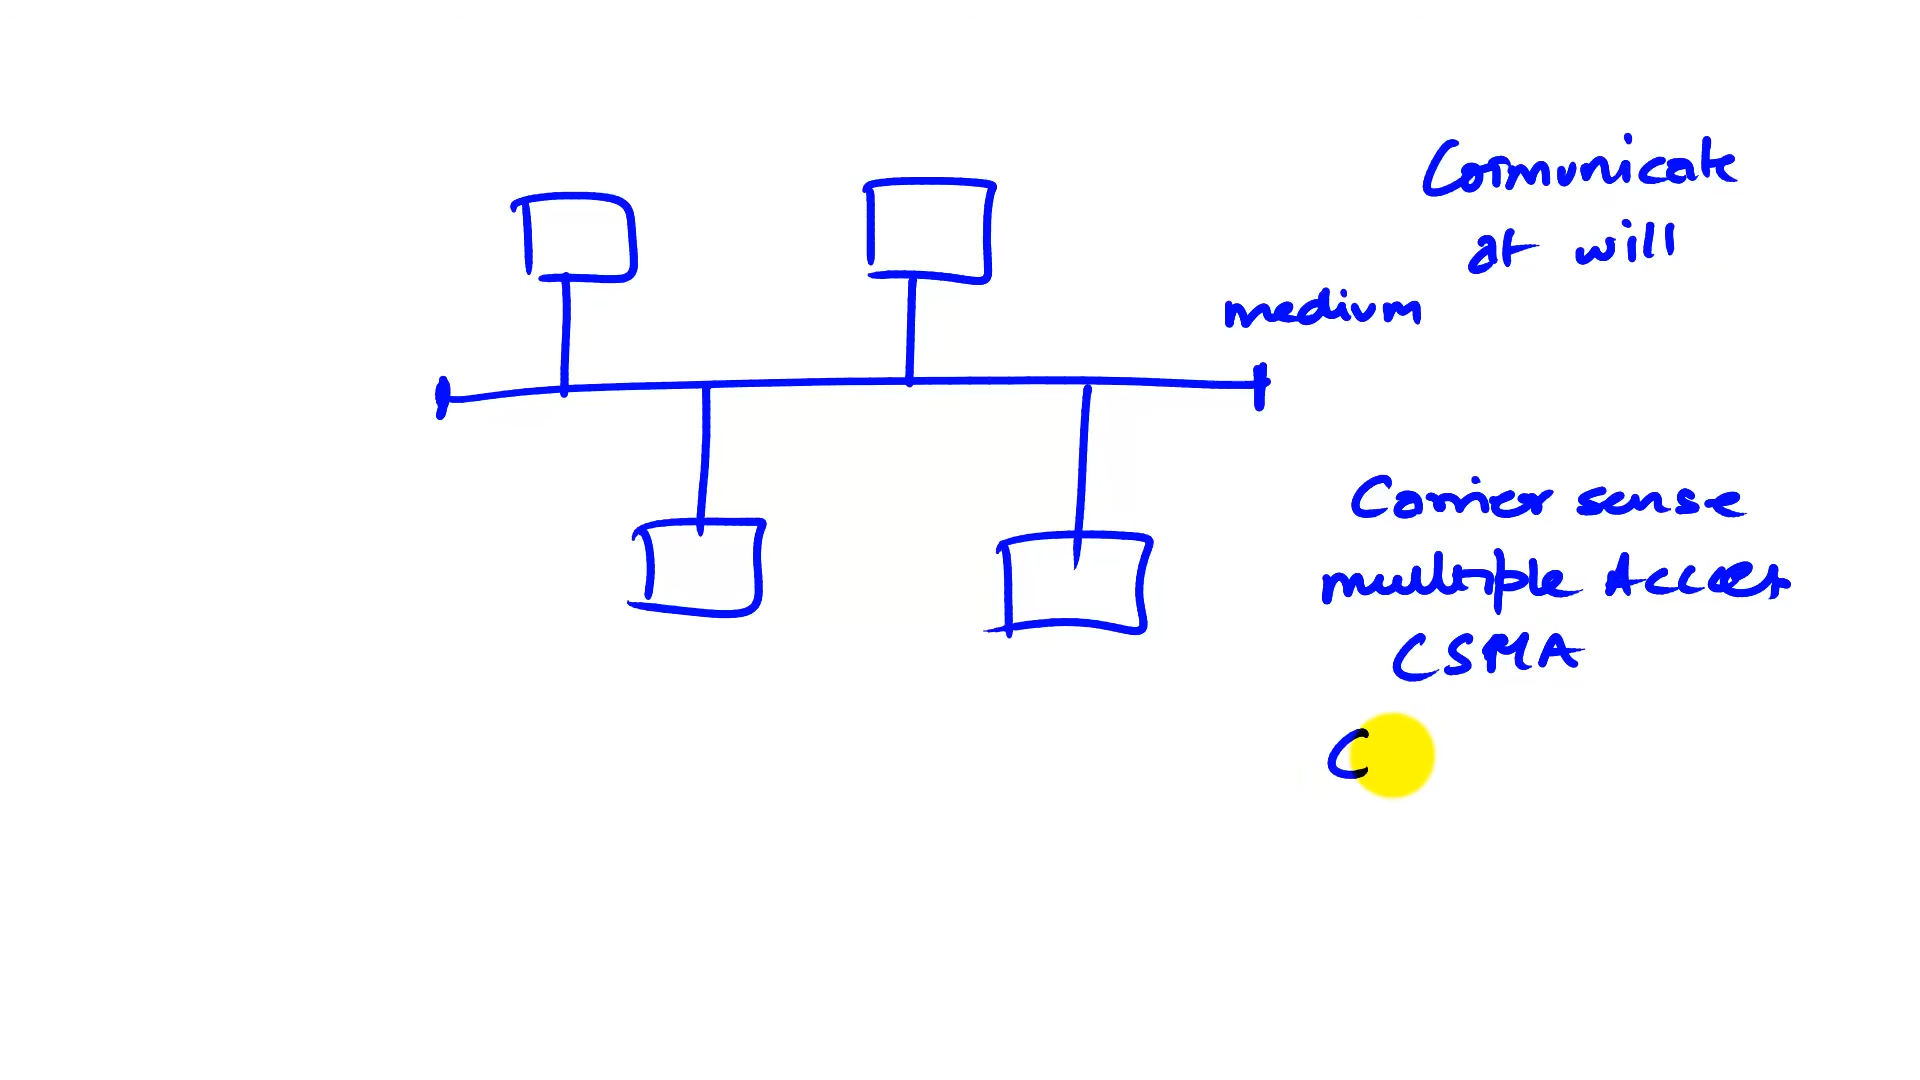 Communicate
at will
medium
Carrier sense
multiple Access
CSMA
C